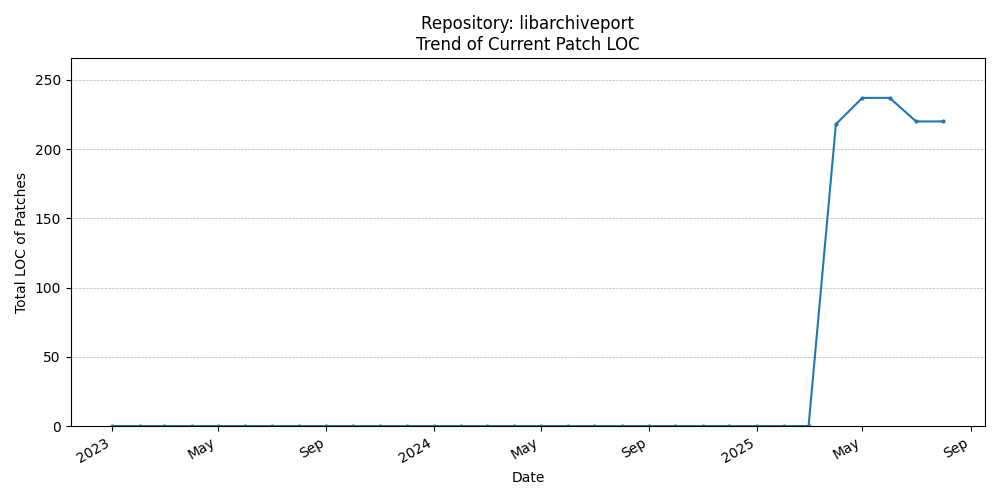 Repository: libarchiveport
Trend of Current Patch LOC
Total LOC of Patches
250
200
150
100
50
0
2023
May
Sep
2024
May
Sep
2025
May
Sep
Date